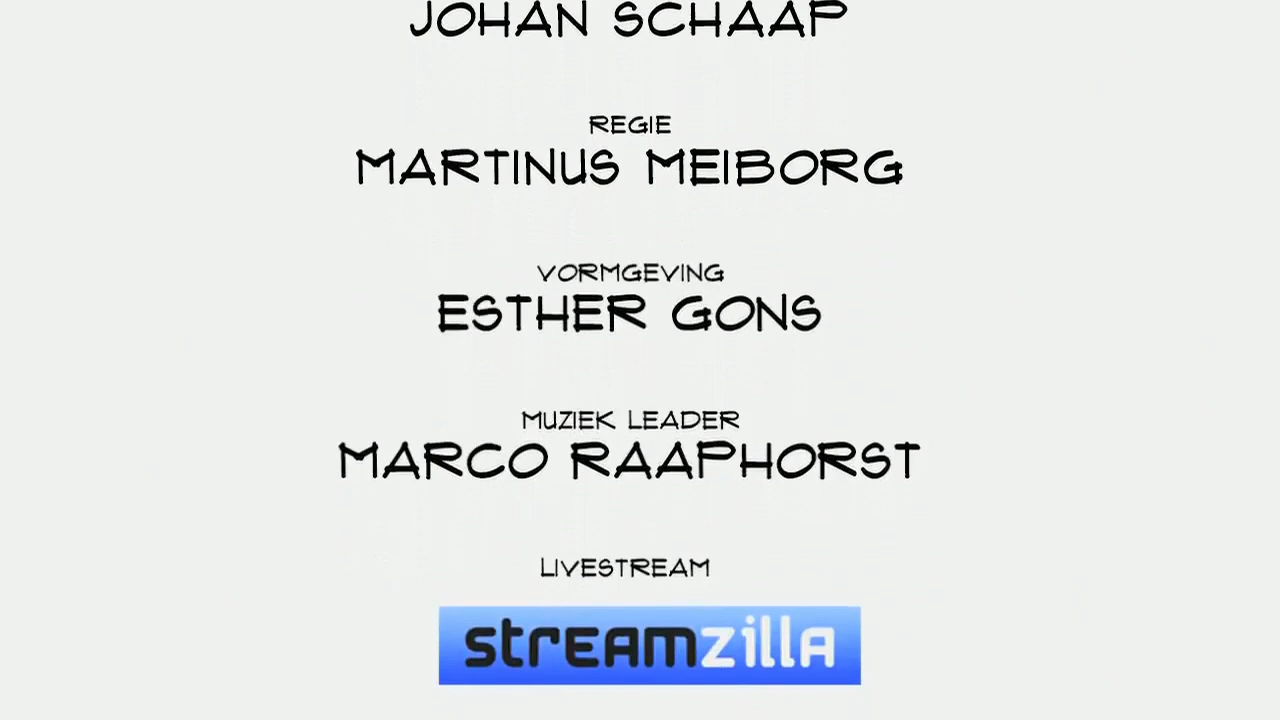 JOHAN SCHAAP
REGIE
MARTINUS MEIBORG
VORMGEVING
ESTHER GONS
MUZIEK LEADER
MARCO RAAPHORST
LIVESTREAM
streamzilla